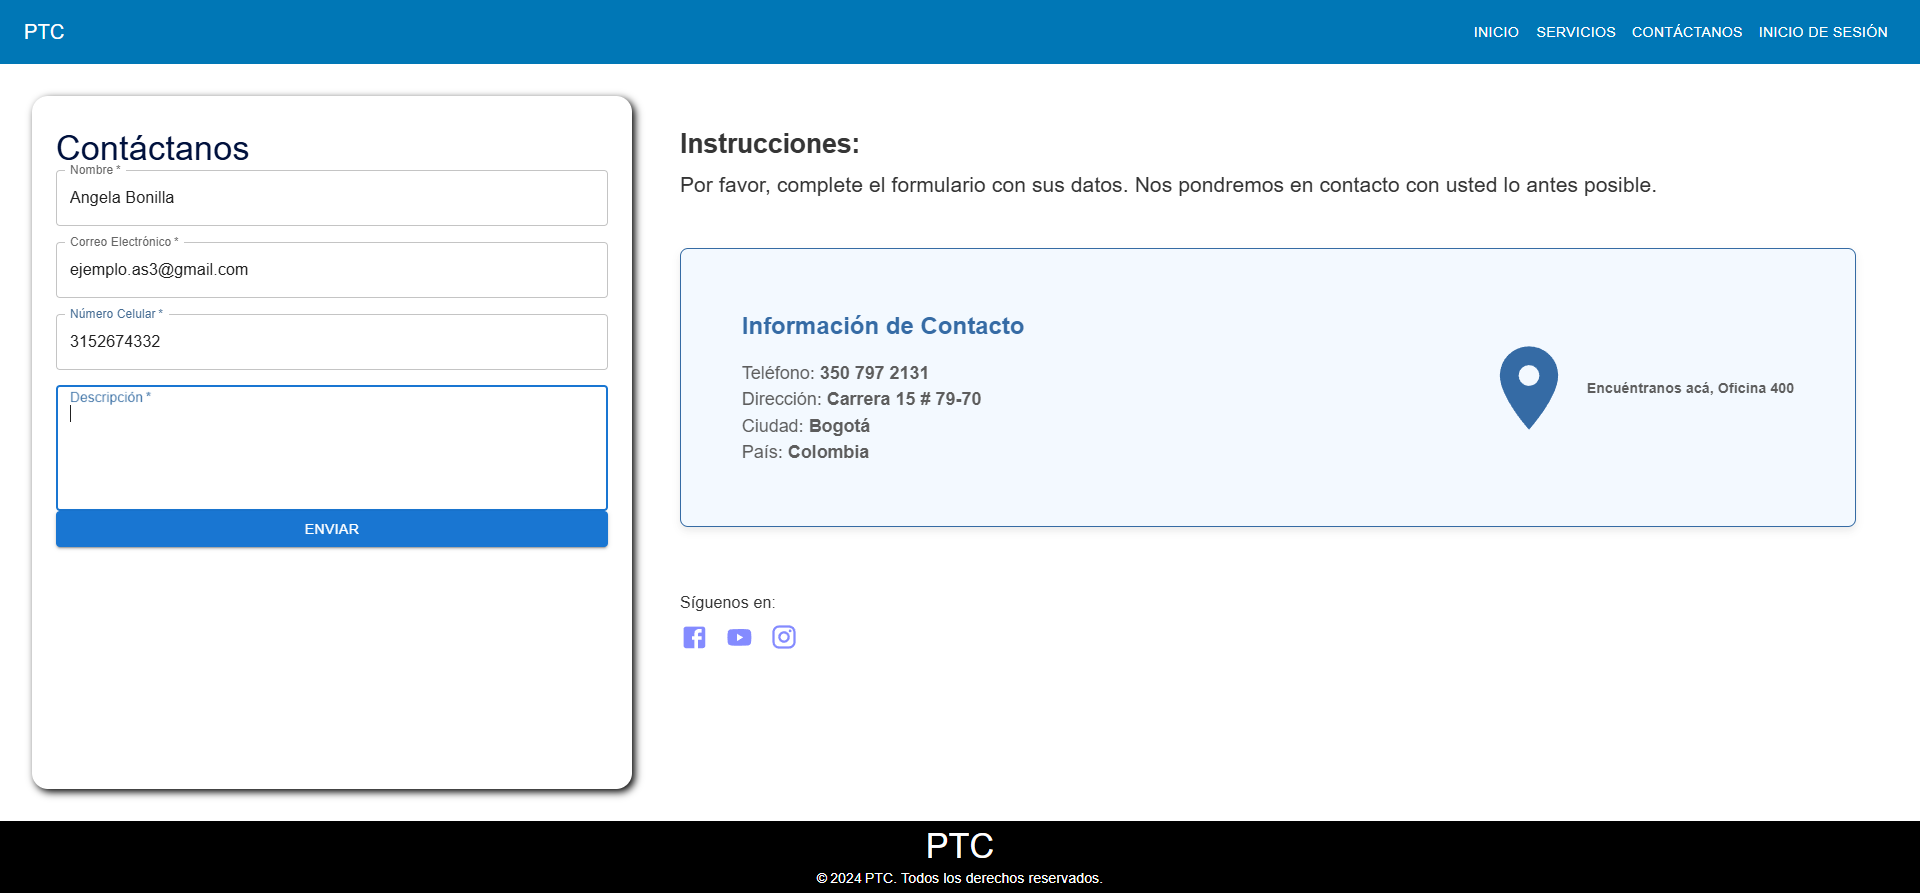 PTC
INICIO SERVICIOS CONTÁCTANOS INICIO DE SESIÓN
Contáctanos
Nombre *
Angela Bonilla
Correo Electrónico *
ejemplo.as3@gmail.com
Número Celular *
3152674332
Descripción *
ENVIAR
Instrucciones:
Por favor, complete el formulario con sus datos. Nos pondremos en contacto con usted lo antes posible.
Información de Contacto
Teléfono: 350 797 2131
Dirección: Carrera 15 # 79-70
Ciudad: Bogotá
País: Colombia
Encuéntranos acá, Oficina 400
Síguenos en:
PTC
© 2024 PTC. Todos los derechos reservados.